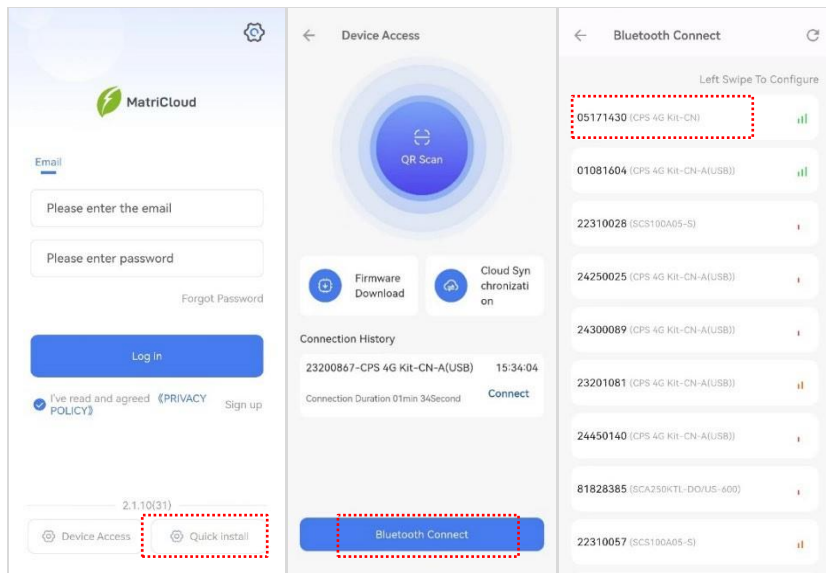 MatriCloud
Email
Please enter the email
Please enter password
Forgot Password
Log in
I've read and agreed 《PRIVACY
POLICY》
Sign up
2.1.10(31)
Device Access
Quick install
Device Access
QR Scan
Firmware
Download
Cloud Syn
chronizati
on
Connection History
23200867-CPS 4G Kit-CN-A(USB) 15:34:04
Connection Duration 01min 34Second Connect
Bluetooth Connect
Bluetooth Connect
Left Swipe To Configure
05171430 (CPS 4G Kit-CN)
01081604 (CPS 4G Kit-CN-A(USB))
22310028 (SCS100A05-S)
24250025 (CPS 4G Kit-CN-A(USB))
24300089 (CPS 4G Kit-CN-A(USB))
23201081 (CPS 4G Kit-CN-A(USB))
24450140 (CPS 4G Kit-CN-A(USB))
81828385 (SCA250KTL-DO/US-600)
22310057 (SCS100A05-S)